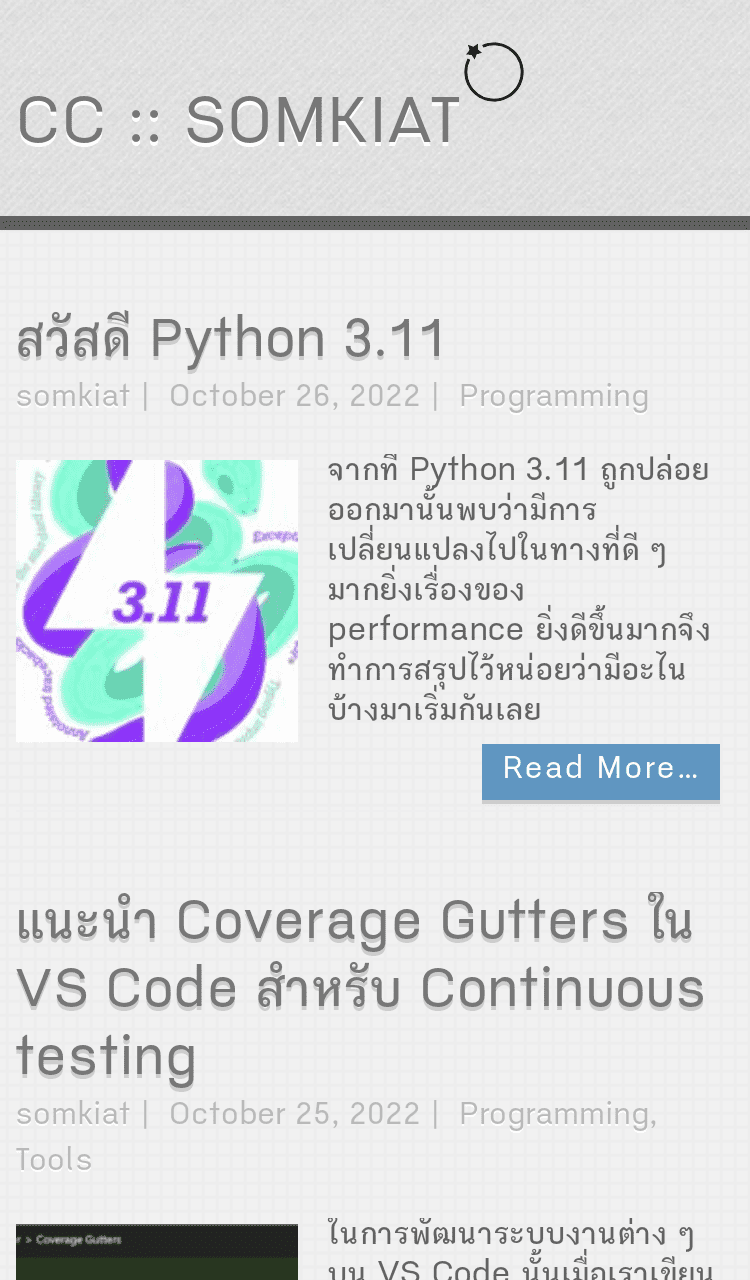 CC :: SOMKIAT
สวัสดี Python 3.11
somkiat | October 26, 2022 | Programming
จากที่ Python 3.11 ถูกปล่อย
ออกมานั้นพบว่ามีการ
เปลี่ยนแปลงไปในทางที่ดี ๆ
มากยิ่งเรื่องของ
performance ยิ่งดีขึ้นมากจึง
ทำการสรุปไว้หน่อยว่ามีอะไน
บ้างมาเริ่มกันเลย
3.11
Annotated tracebacks
Read More...
แนะนำ Coverage Gutters ใน
VS Code สำหรับ Continuous
testing
somkiat | October 25, 2022 | Programming,
Tools
> Coverage Gutters
ในการพัฒนาระบบงานต่าง ๆ
บน VS Code นั้นเมื่อเราเขียน